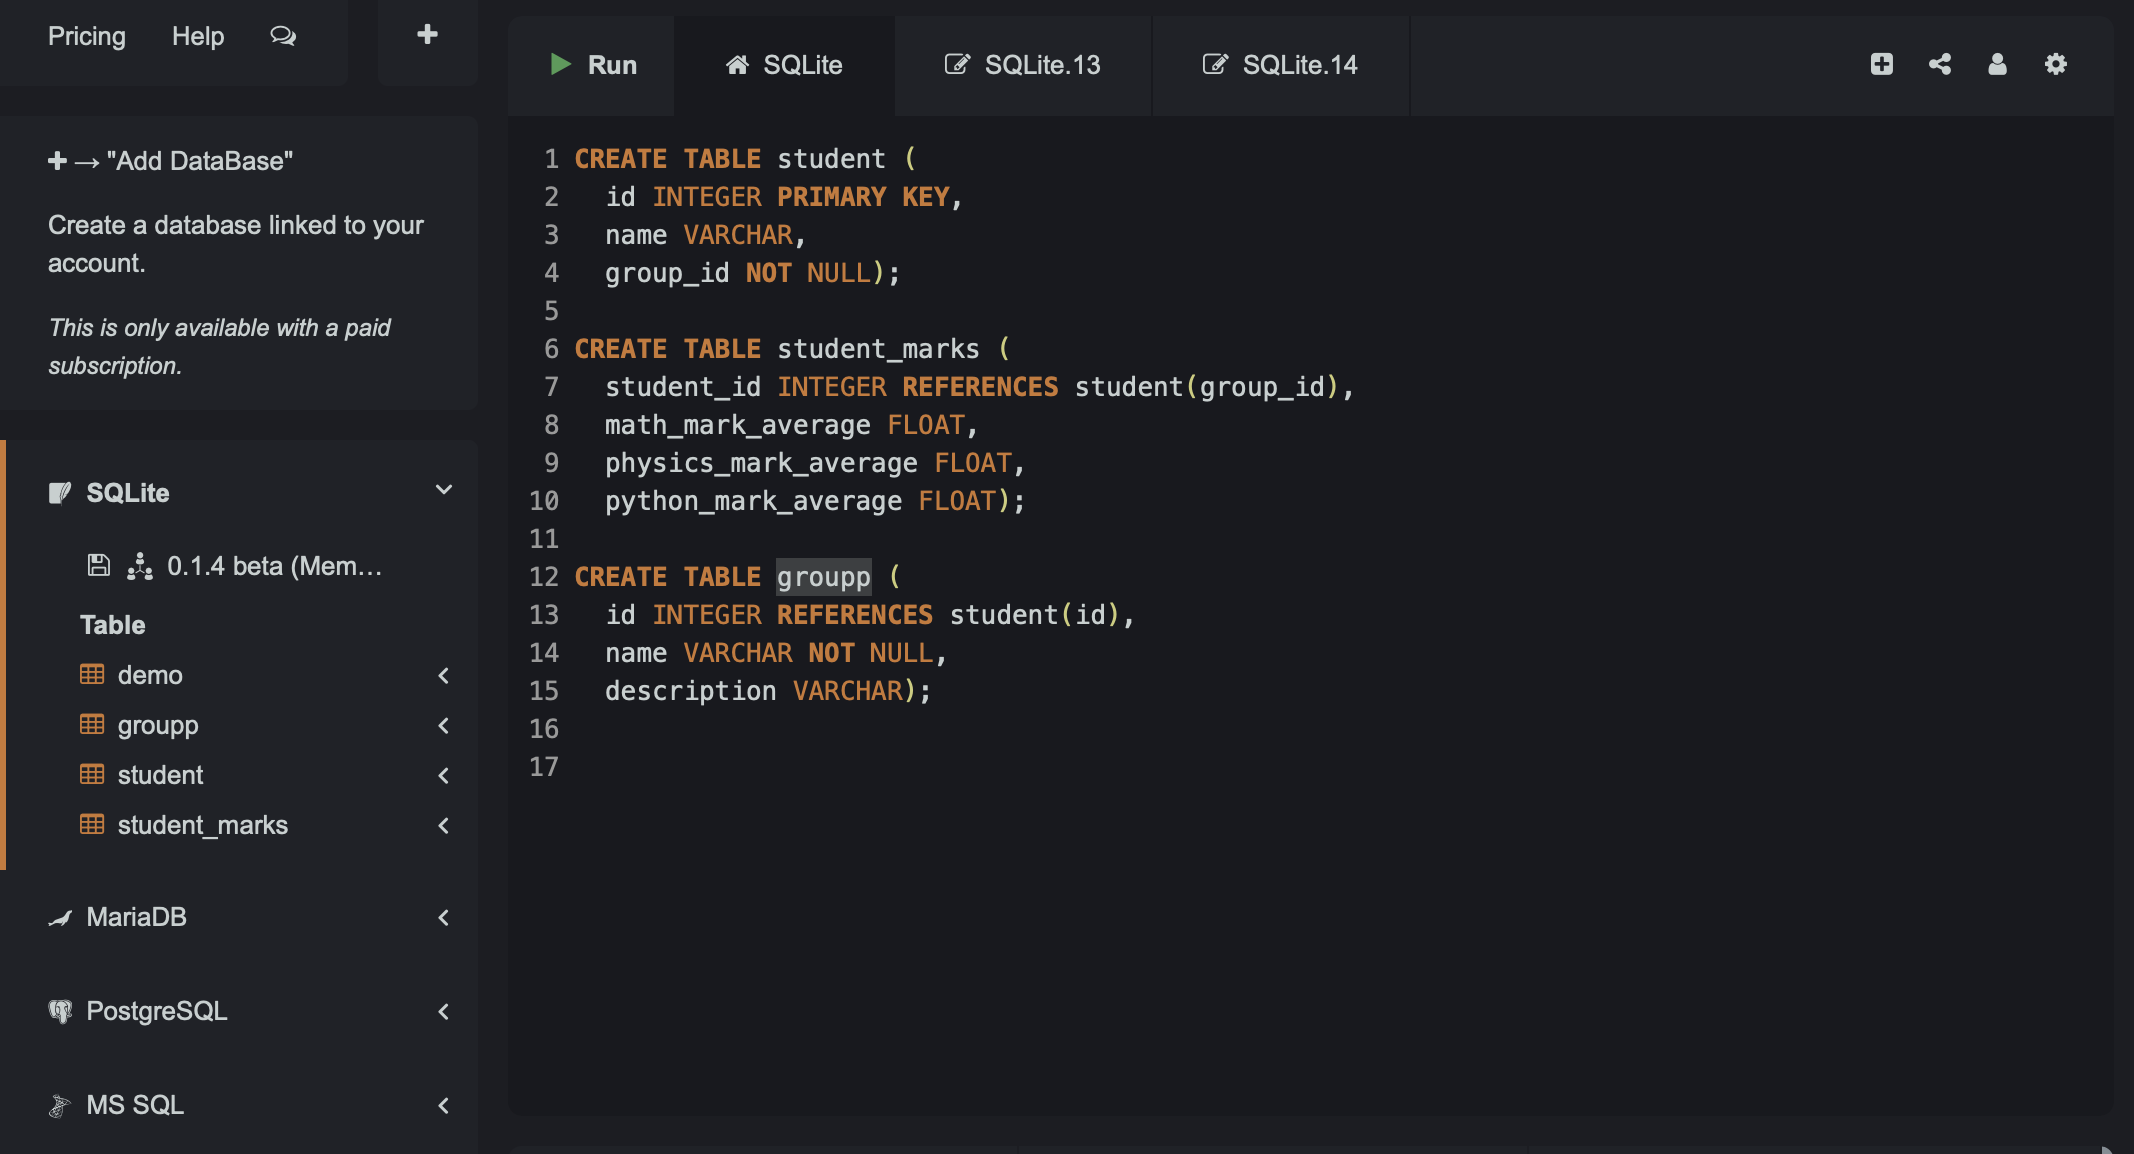 Pricing Help
Run SQLite SQLite.13 SQLite.14
"Add DataBase"
Create a database linked to your
account.
This is only available with a paid
subscription.
SQLite
0.1.4 beta (Mem...
Table
demo
groupp
student
student_marks
MariaDB
PostgreSQL
MS SQL
1 CREATE TABLE student (
2   id INTEGER PRIMARY KEY,
3   name VARCHAR,
4   group_id NOT NULL);
5
6 CREATE TABLE student_marks (
7   student_id INTEGER REFERENCES student(group_id),
8   math_mark_average FLOAT,
9   physics_mark_average FLOAT,
10   python_mark_average FLOAT);
11
12 CREATE TABLE groupp (
13   id INTEGER REFERENCES student(id),
14   name VARCHAR NOT NULL,
15   description VARCHAR);
16
17